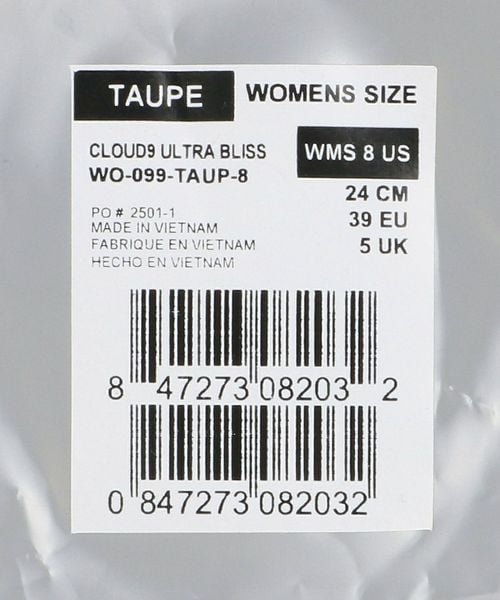 TAUPE
WOMENS SIZE
CLOUD9 ULTRA BLISS
WO-099-TAUP-8
WMS 8 US
24 CM
39 EU
5 UK
PO # 2501-1
MADE IN VIETNAM
FABRIQUE EN VIETNAM
HECHO EN VIETNAM
8 47273 08203 2
0 847273 082032